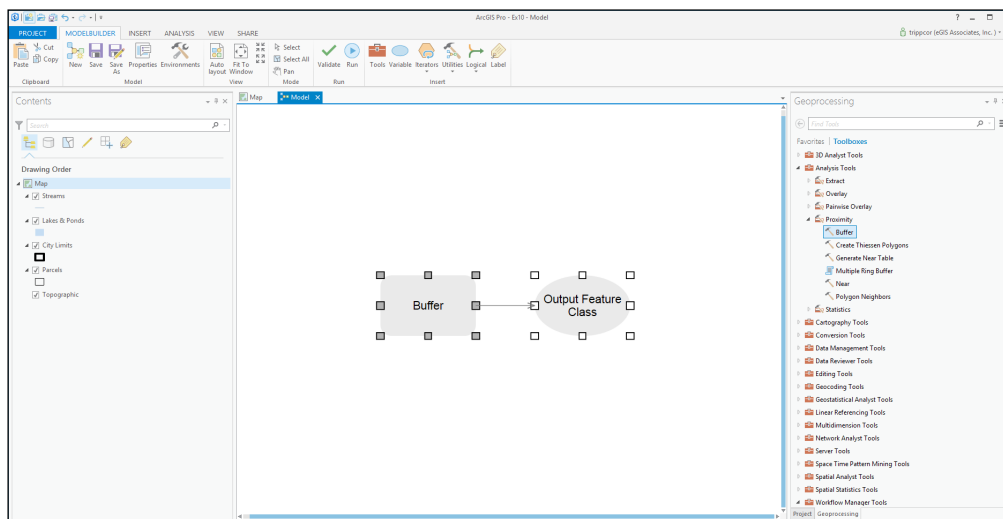 ArcGIS Pro - Ex10 - Model
PROJECT MODELBUILDER INSERT ANALYSIS VIEW SHARE
trippcor (eGIS Associates, Inc.)
Paste Cut Copy New Save Save As Properties Environments Auto layout Fit To Window Select Select All Pan Validate Run Tools Variable Iterators Utilities Logical Label
Clipboard Model View Mode Run Insert
Contents
Search
Drawing Order
Map
Streams
Lakes & Ponds
City Limits
Parcels
Topographic
Map Model
Buffer
Output Feature
Class
Geoprocessing
Find Tools
Favorites | Toolboxes
3D Analyst Tools
Analysis Tools
Extract
Overlay
Pairwise Overlay
Proximity
Buffer
Create Thiessen Polygons
Generate Near Table
Multiple Ring Buffer
Near
Polygon Neighbors
Statistics
Cartography Tools
Conversion Tools
Data Management Tools
Data Reviewer Tools
Editing Tools
Geocoding Tools
Geostatistical Analyst Tools
Linear Referencing Tools
Multidimension Tools
Network Analyst Tools
Server Tools
Space Time Pattern Mining Tools
Spatial Analyst Tools
Spatial Statistics Tools
Workflow Manager Tools
Project Geoprocessing